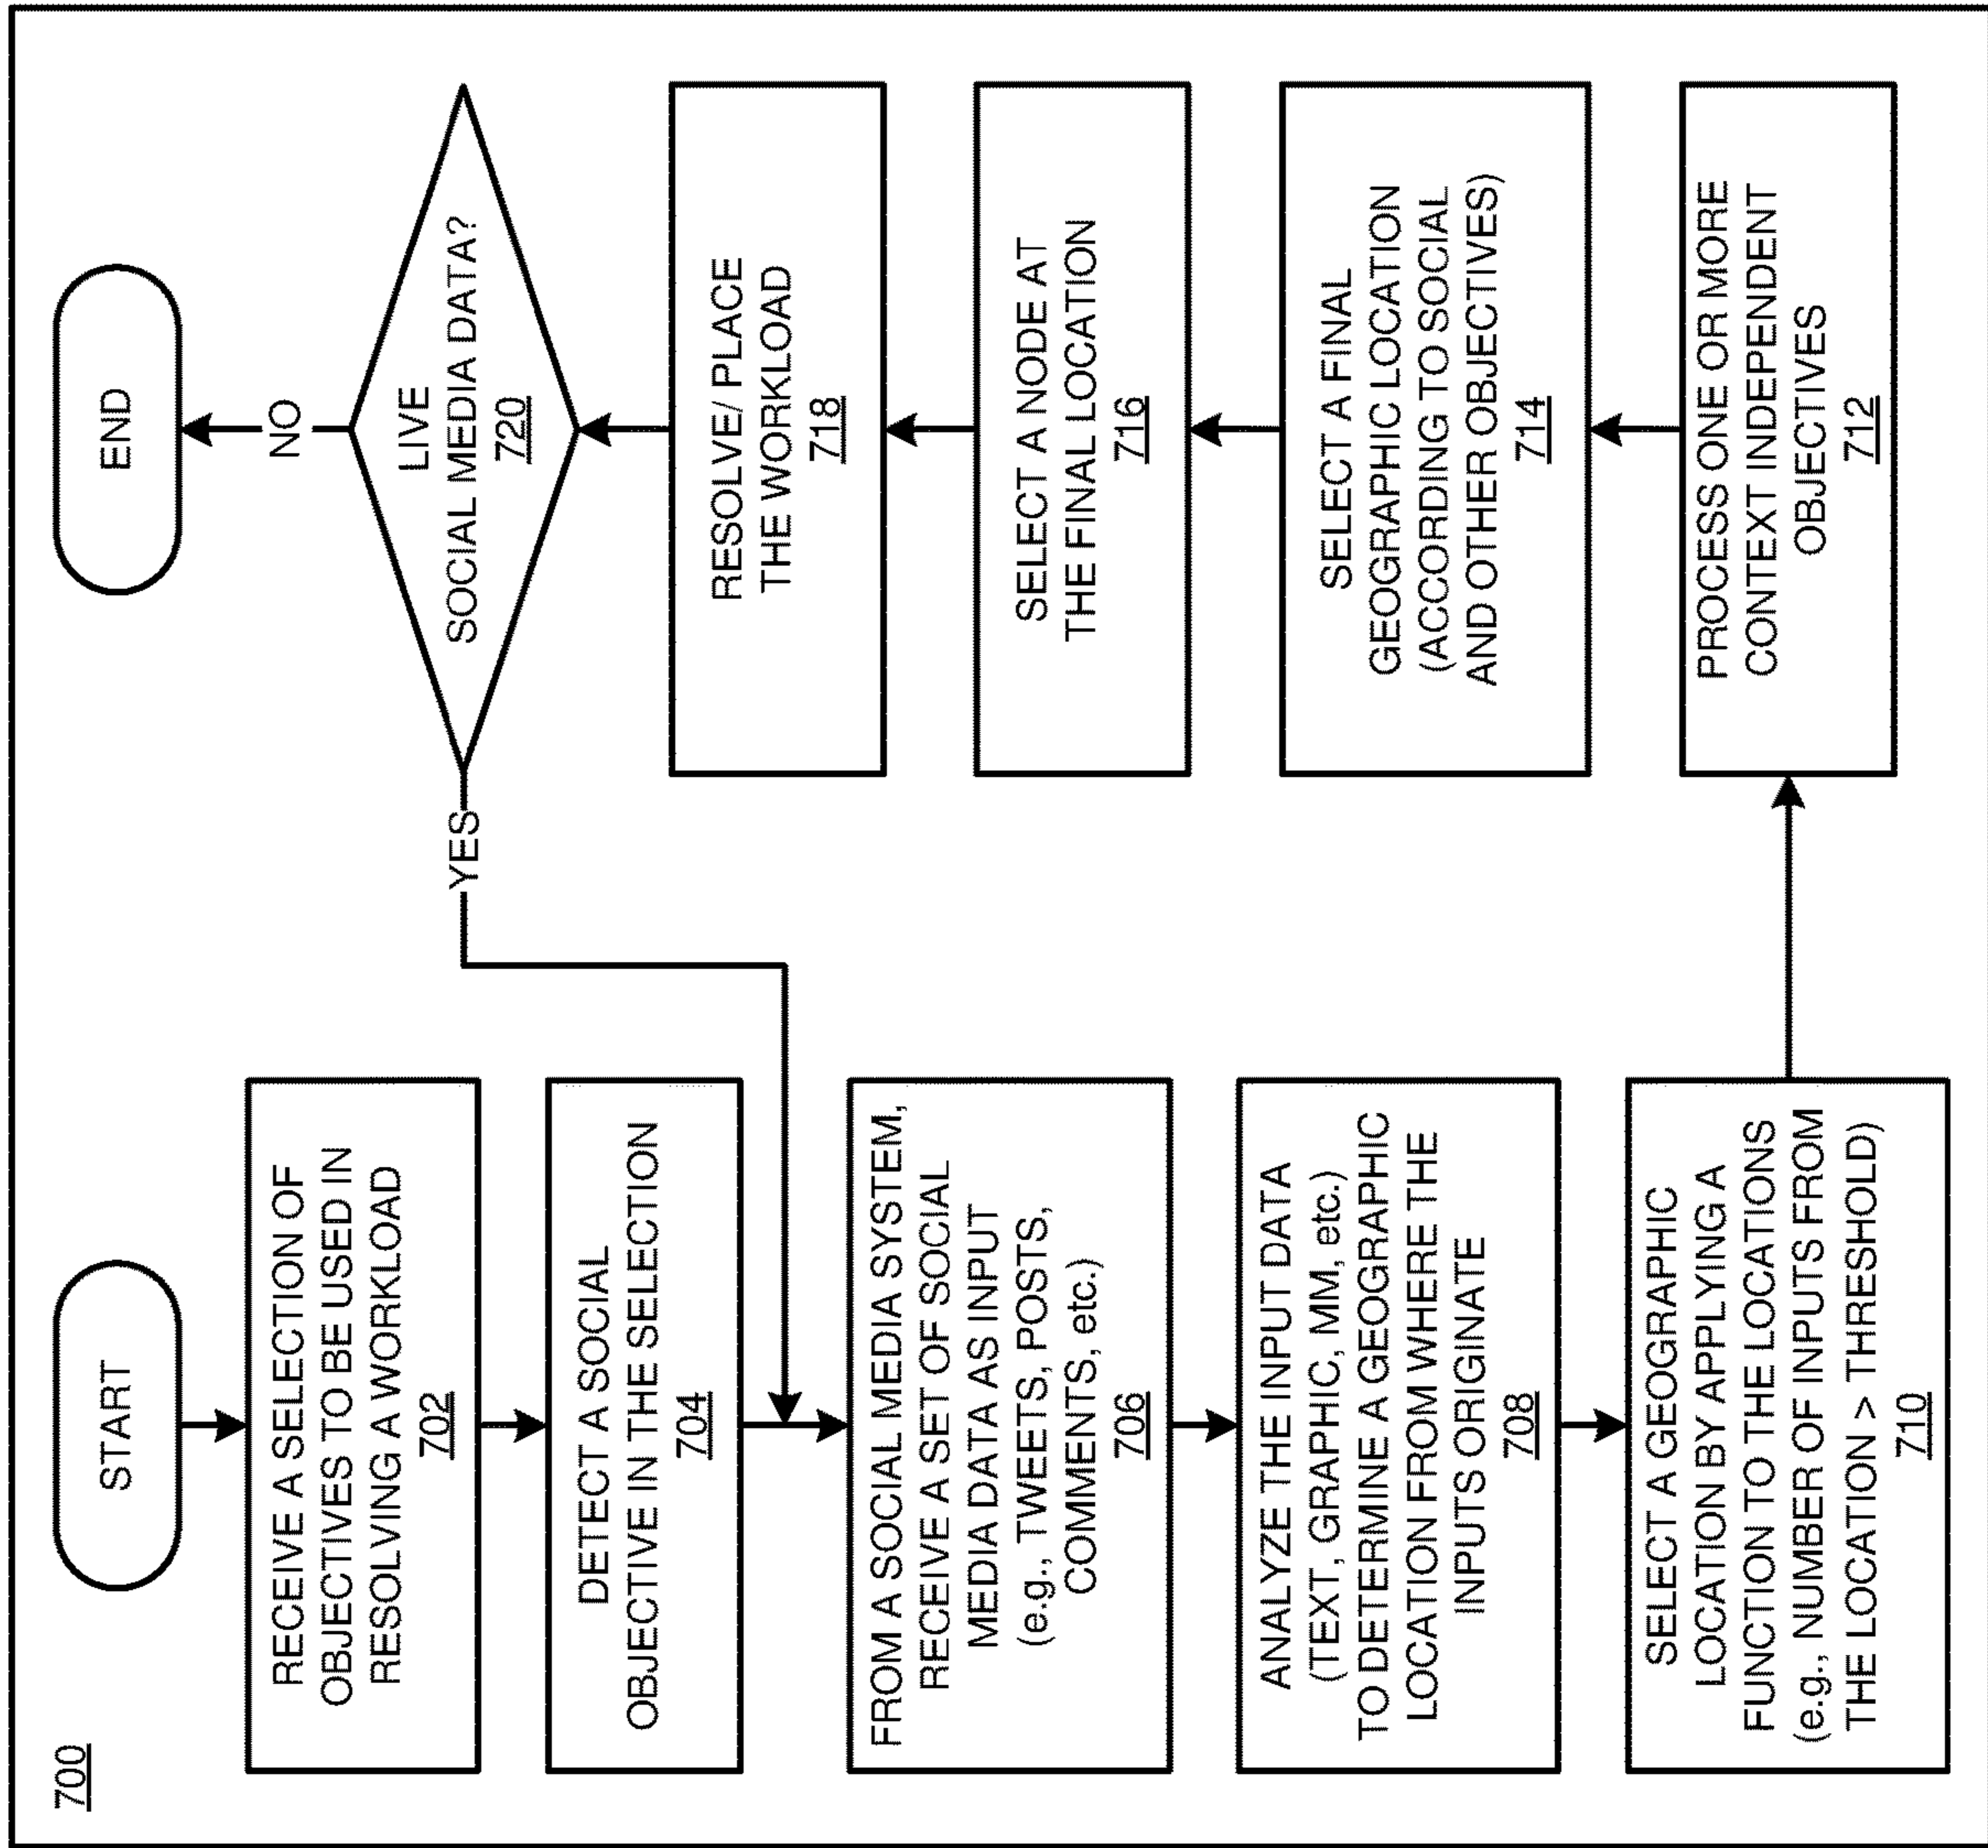 700
START
RECEIVE A SELECTION OF
OBJECTIVES TO BE USED IN
RESOLVING A WORKLOAD
702
DETECT A SOCIAL
OBJECTIVE IN THE SELECTION
704
FROM A SOCIAL MEDIA SYSTEM,
RECEIVE A SET OF SOCIAL
MEDIA DATA AS INPUT
(e.g., TWEETS, POSTS,
COMMENTS, etc.)
706
ANALYZE THE INPUT DATA
(TEXT, GRAPHIC, MM, etc.)
TO DETERMINE A GEOGRAPHIC
LOCATION FROM WHERE THE
INPUTS ORIGINATE
708
SELECT A GEOGRAPHIC
LOCATION BY APPLYING A
FUNCTION TO THE LOCATIONS
(e.g., NUMBER OF INPUTS FROM
THE LOCATION > THRESHOLD)
710
PROCESS ONE OR MORE
CONTEXT INDEPENDENT
OBJECTIVES
712
SELECT A FINAL
GEOGRAPHIC LOCATION
(ACCORDING TO SOCIAL
AND OTHER OBJECTIVES)
714
SELECT A NODE AT
THE FINAL LOCATION
716
RESOLVE/ PLACE
THE WORKLOAD
718
LIVE
SOCIAL MEDIA DATA?
720
YES
NO
END